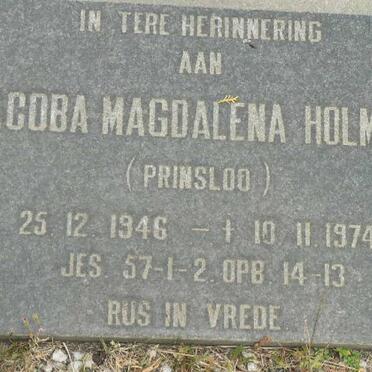 IN TERE HERINNERING
AAN
COBA MAGDALENA HOLM
(PRINSLOO)
25. 12. 1946 – † 10. 11. 1974
JES. 57-1-2. OPB. 14-13
RUS IN VREDE.